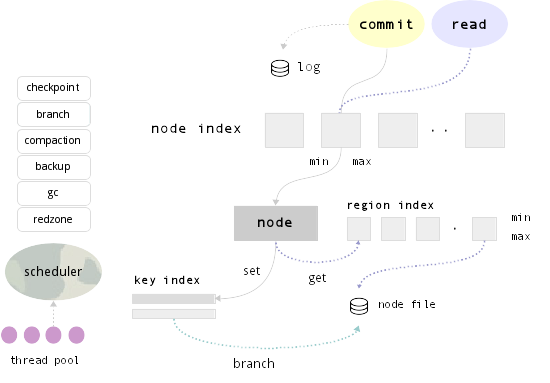 commit
read
log
checkpoint
branch
compaction
backup
gc
redzone
node index
. .
min max
node
region index
.
min
max
scheduler
set
get
key index
node file
thread pool
branch